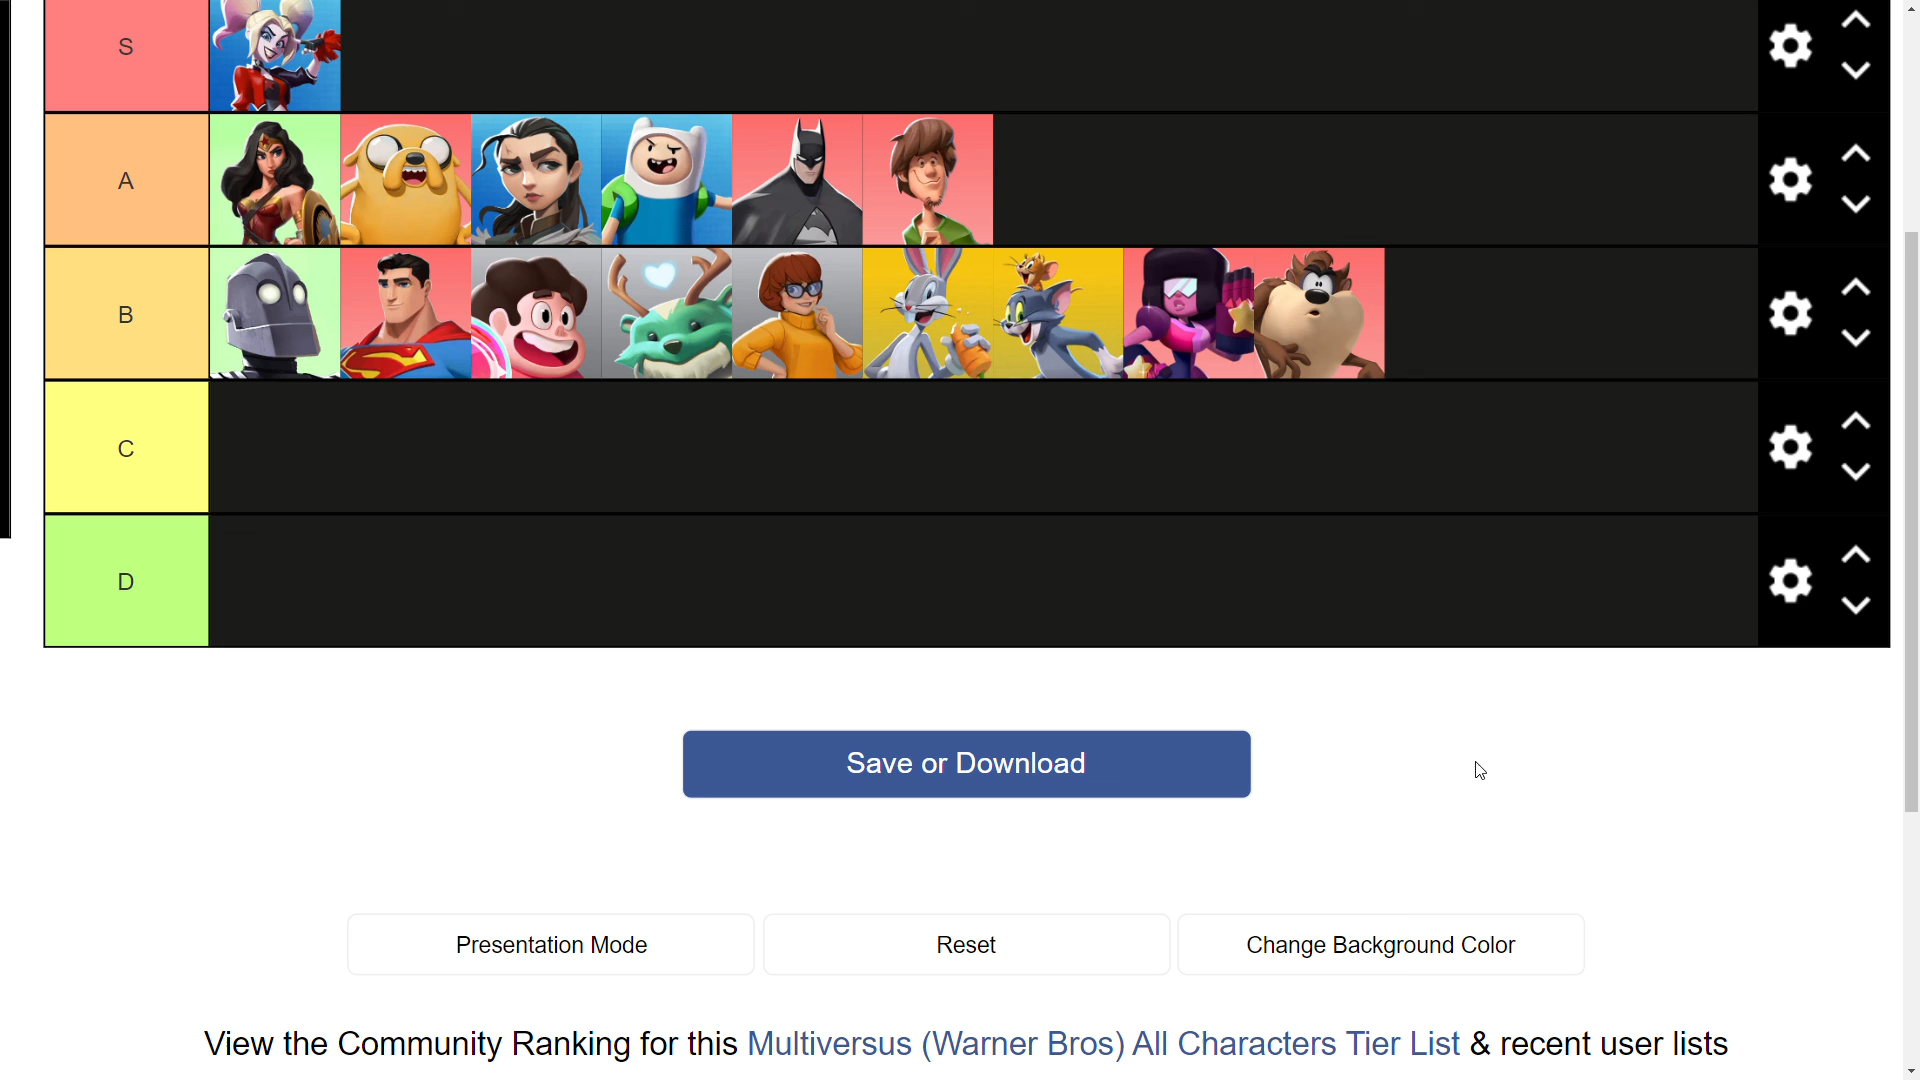 S
A
B
C
D
Save or Download
Presentation Mode
Reset
Change Background Color
View the Community Ranking for this Multiversus (Warner Bros) All Characters Tier List & recent user lists